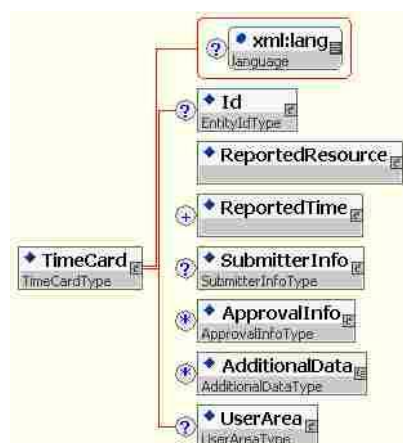 xml:lang
language
Id
EntityIdType
ReportedResource
ReportedTime
TimeCard
TimeCardType
SubmitterInfo
SubmitterInfoType
ApprovalInfo
ApprovalInfoType
AdditionalData
AdditionalDataType
UserArea
UserAreaType